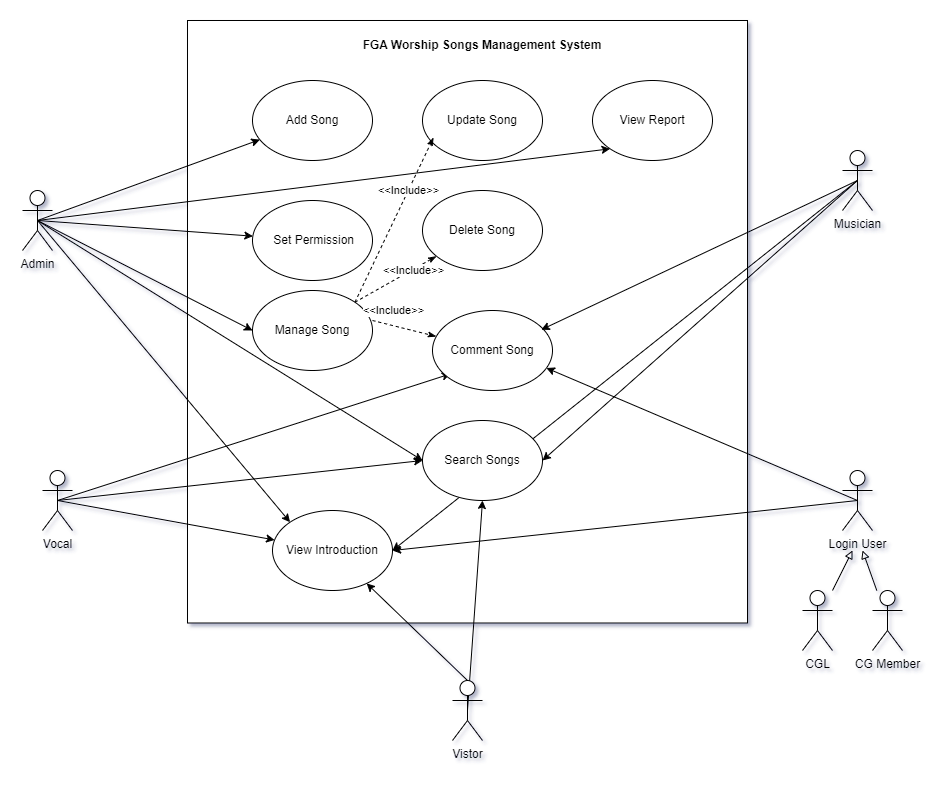 FGA Worship Songs Management System
Add Song
Update Song
View Report
<<Include>>
Musician
Delete Song
Set Permission
Admin
<<Include>>
<<Include>>
Manage Song
Comment Song
Search Songs
Vocal
View Introduction
Login User
CGL
CG Member
Vistor